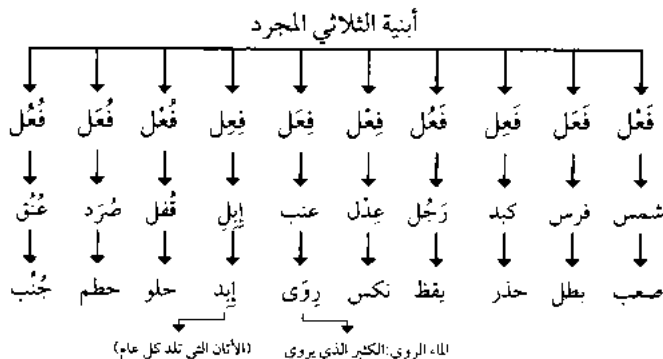 أبنية الثلاثي المجرد
فَعْل فَعَل فَعِل فَعُل فِعْل فِعَل فِعِل فُعْل فُعَل فُعُل
شمس فرس كبد رَجُل عِدْل عنب إِبِلِ قُفل صُرَد عُنُق
صعب بطل حذر يقظ نكس رِوَى إِبِد حلو حطم جُنُب
الماء الروي: الكثير الذي يروي (الأتان التي تلد كل عام)